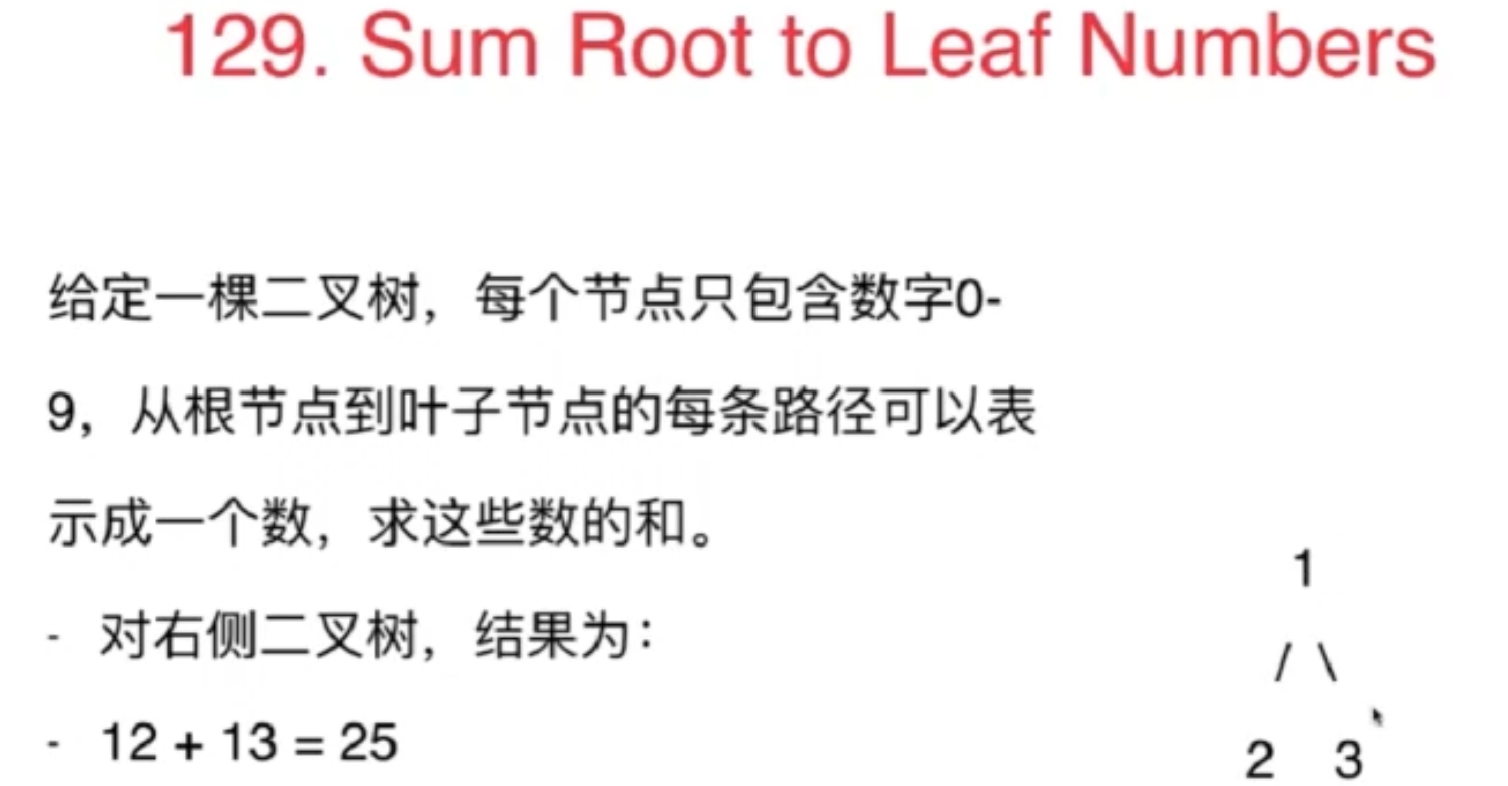 129. Sum Root to Leaf Numbers
给定一棵二叉树，每个节点只包含数字0-
9，从根节点到叶子节点的每条路径可以表
示成一个数，求这些数的和。
- 对右侧二叉树，结果为：
- 12 + 13 = 25
1
/ \
2 3